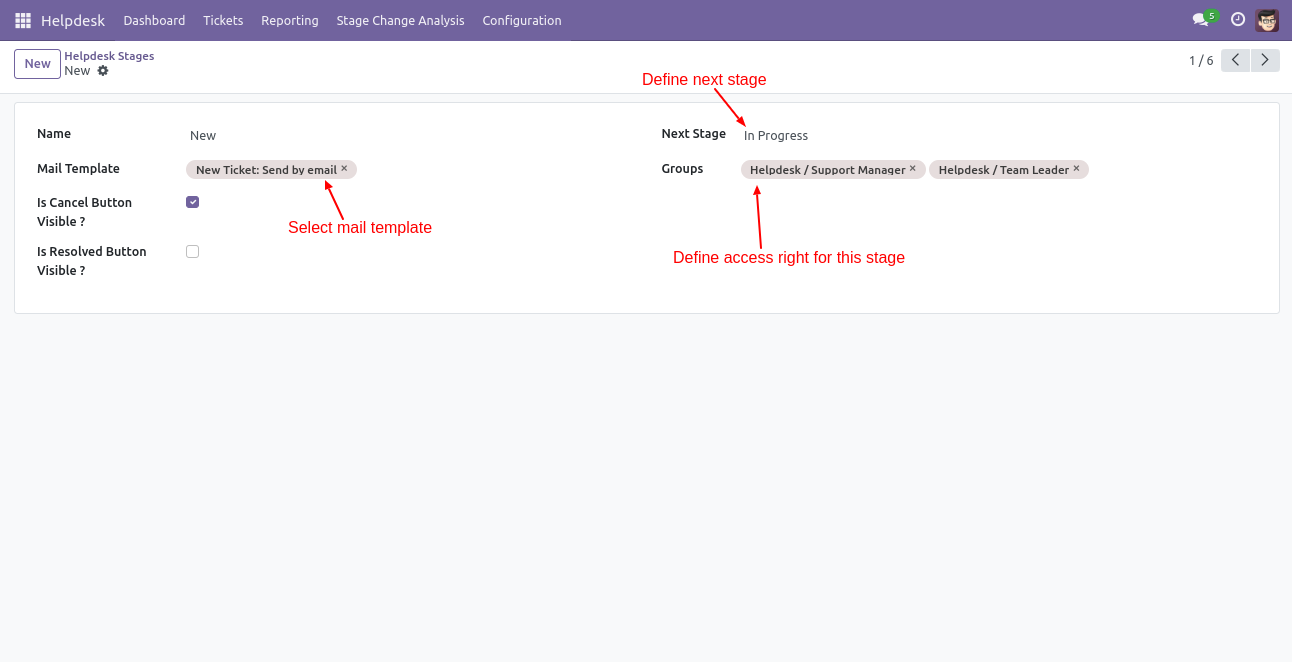 Helpdesk Dashboard Tickets Reporting Stage Change Analysis Configuration 5
New Helpdesk Stages
New
1 / 6
Define next stage
Name New Next Stage In Progress
Mail Template New Ticket: Send by email × Groups Helpdesk / Support Manager × Helpdesk / Team Leader ×
Is Cancel Button
Visible ?
Select mail template
Is Resolved Button
Visible ?
Define access right for this stage